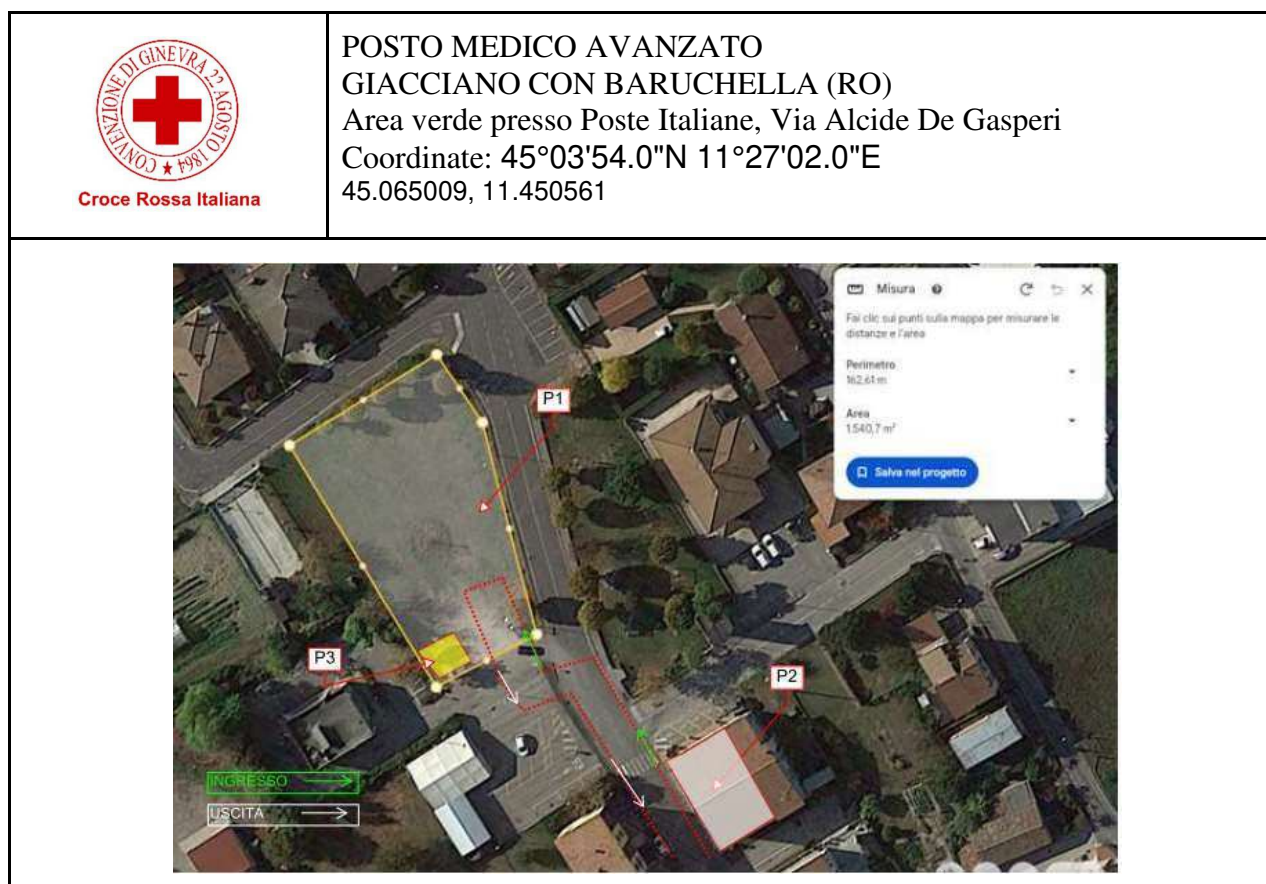 CONVENZIONE DI GINEVRA 22 AGOSTO 1864
Croce Rossa Italiana
POSTO MEDICO AVANZATO
GIACCIANO CON BARUCHELLA (RO)
Area verde presso Poste Italiane, Via Alcide De Gasperi
Coordinate: 45°03'54.0"N 11°27'02.0"E
45.065009, 11.450561
Misura
Fai clic sui punti sulla mappa per misurare le
distanze e l'area
Perimetro
162,61 m
Area
1.540,7 m²
Salva nel progetto
P1
P3
P2
INGRESSO
USCITA